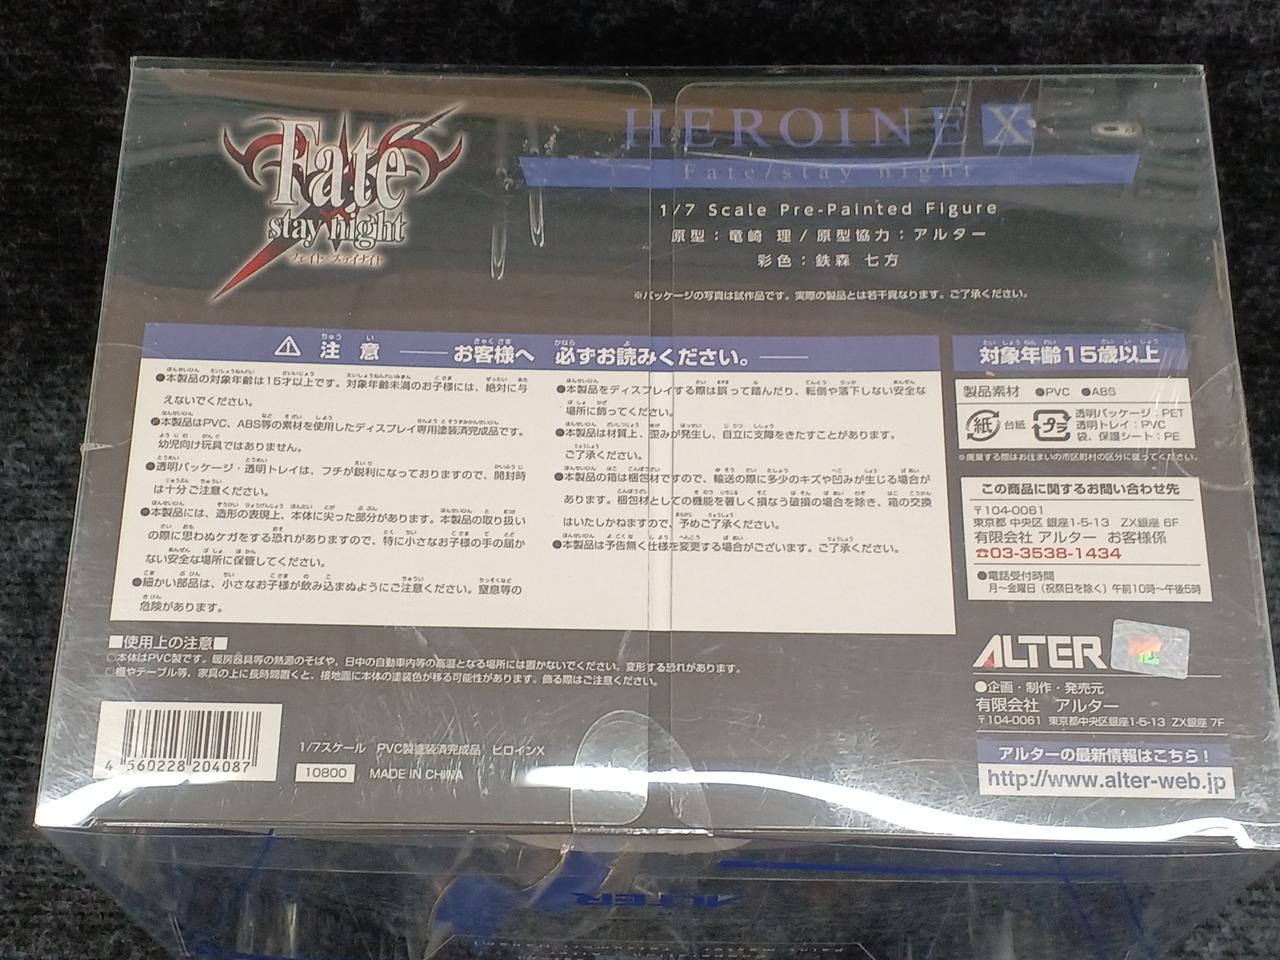 Fate
stay night
フェイト/ステイナイト
HEROINE X
Fate/stay night
1/7 Scale Pre-Painted Figure
原型：竜崎 理 / 原型協力：アルター
彩色：鉄森 七方
※パッケージの写真は試作品です。実際の製品とは若干異なります。ご了承ください。
⚠ 注意 ── お客様へ 必ずお読みください。──
●本製品の対象年齢は15才以上です。対象年齢未満のお子様には、絶対に与
えないでください。
●本製品はPVC、ABS等の素材を使用したディスプレイ専用塗装済完成品です。
幼児向け玩具ではありません。
●透明パッケージ・透明トレイは、フチが鋭利になっておりますので、開封時
は十分ご注意ください。
●本製品には、造形の表現上、本体に尖った部分があります。本製品の取り扱い
の際に思わぬケガをする恐れがありますので、特に小さなお子様の手の届か
ない安全な場所に保管してください。
●細かい部品は、小さなお子様が飲み込まぬようにご注意ください。窒息等の
危険があります。
●本製品をディスプレイする際は誤って踏んだり、転倒や落下しない安全な
場所に飾ってください。
●本製品は材質上、歪みが発生し、自立に支障をきたすことがあります。
ご了承ください。
●本製品の箱は梱包材ですので、輸送の際に多少のキズや凹みが生じる場合が
あります。梱包材としての機能を著しく損なう破損の場合を除き、箱の交換
はいたしかねますので、予めご了承ください。
●本製品は予告無く仕様を変更する場合がございます。ご了承ください。
対象年齢15歳以上
製品素材 ●PVC ●ABS
紙 台紙
プラ
透明パッケージ：PET
透明トレイ：PVC
袋、保護シート：PE
※廃棄する際はお住まいの市区町村の区分に従ってください。
この商品に関するお問い合わせ先
〒104-0061
東京都 中央区 銀座1-5-13 ZX銀座 6F
有限会社 アルター お客様係
☎03-3538-1434
●電話受付時間
月〜金曜日（祝祭日を除く）午前10時〜午後5時
■使用上の注意■
○本体はPVC製です。暖房器具等の熱源のそばや、日中の自動車内等の高温となる場所には置かないでください。変形する恐れがあります。
○棚やテーブル等、家具の上に長時間置くと、接地面に本体の塗装色が移る可能性があります。飾る際はご注意ください。
4 560228 204087
1/7スケール PVC製塗装済完成品 ヒロインX
10800 MADE IN CHINA
ALTER
●企画・制作・発売元
有限会社 アルター
〒104-0061 東京都中央区銀座1-5-13 ZX銀座 7F
アルターの最新情報はこちら！
http://www.alter-web.jp
ALTER